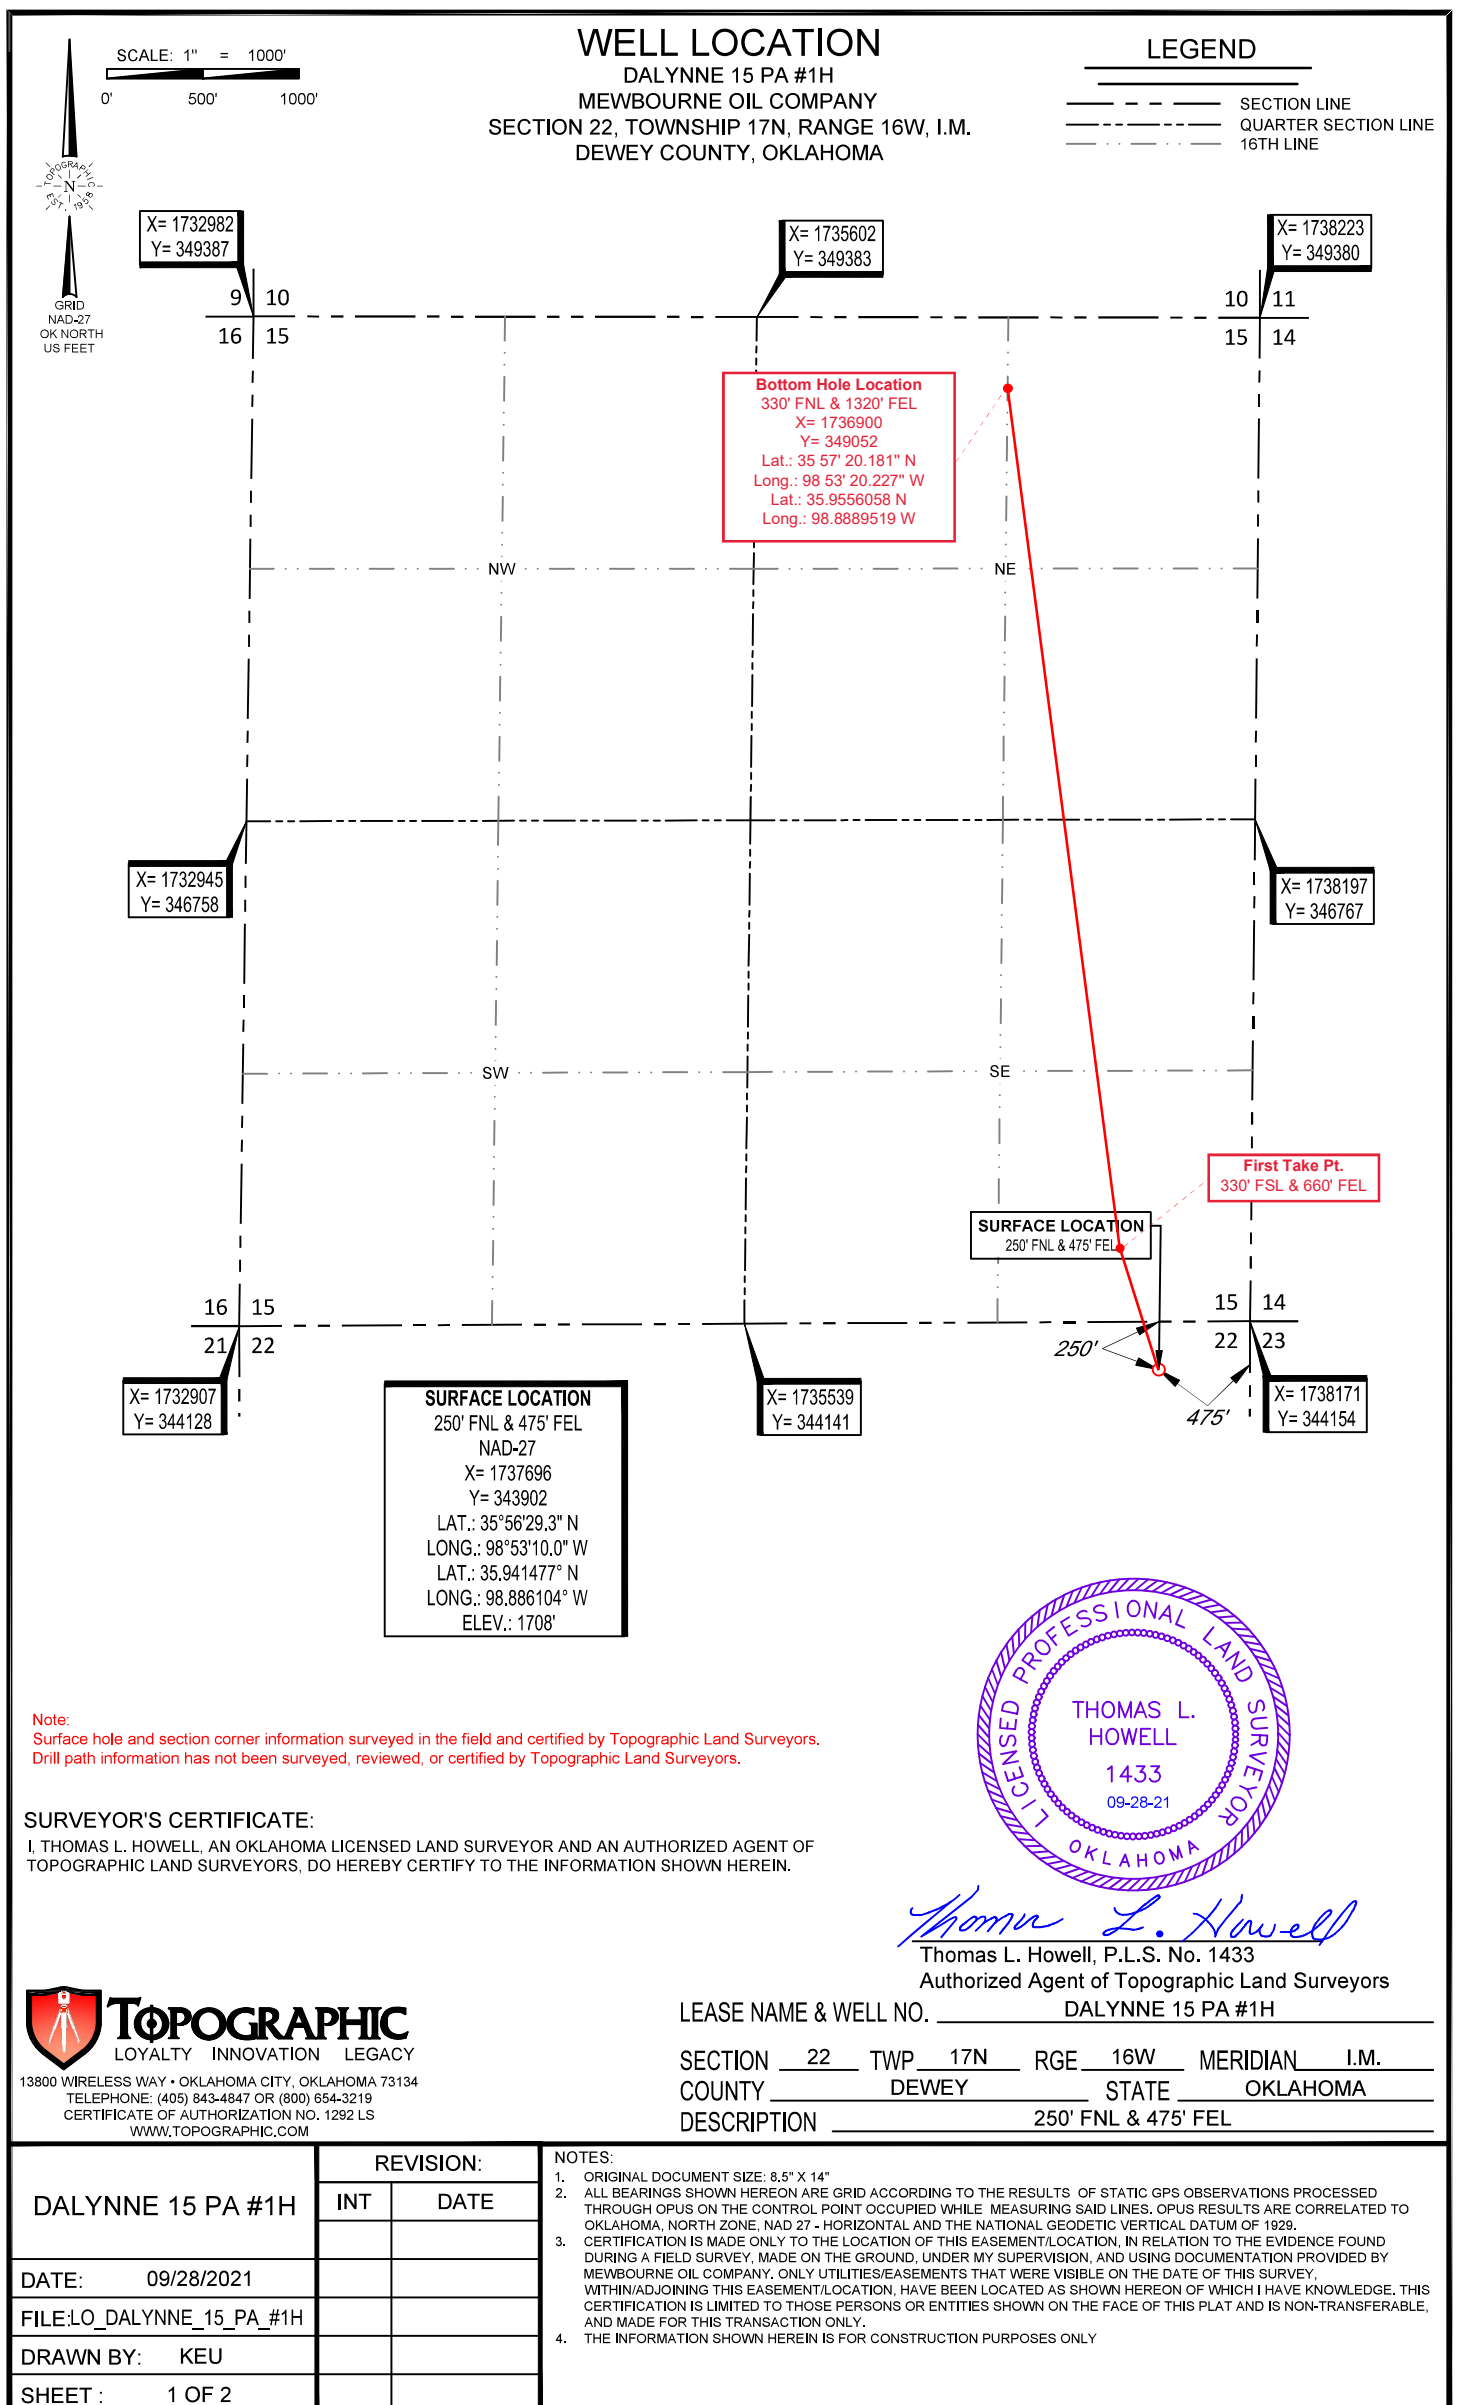 WELL LOCATION
DALYNNE 15 PA #1H
MEWBOURNE OIL COMPANY
SECTION 22, TOWNSHIP 17N, RANGE 16W, I.M.
DEWEY COUNTY, OKLAHOMA
SCALE: 1" = 1000'
0' 500' 1000'
TOPOGRAPHIC
N
EST. 1958
GRID
NAD-27
OK NORTH
US FEET
LEGEND
SECTION LINE
QUARTER SECTION LINE
16TH LINE
X= 1732982
Y= 349387
X= 1735602
Y= 349383
X= 1738223
Y= 349380
9 10
16 15
10 11
15 14
Bottom Hole Location
330' FNL & 1320' FEL
X= 1736900
Y= 349052
Lat.: 35 57' 20.181" N
Long.: 98 53' 20.227" W
Lat.: 35.9556058 N
Long.: 98.8889519 W
NW
NE
X= 1732945
Y= 346758
X= 1738197
Y= 346767
SW
SE
First Take Pt.
330' FSL & 660' FEL
SURFACE LOCATION
250' FNL & 475' FEL
16 15
21 22
15 14
22 23
250'
475'
X= 1732907
Y= 344128
X= 1735539
Y= 344141
X= 1738171
Y= 344154
SURFACE LOCATION
250' FNL & 475' FEL
NAD-27
X= 1737696
Y= 343902
LAT.: 35°56'29.3" N
LONG.: 98°53'10.0" W
LAT.: 35.941477° N
LONG.: 98.886104° W
ELEV.: 1708'
Note:
Surface hole and section corner information surveyed in the field and certified by Topographic Land Surveyors.
Drill path information has not been surveyed, reviewed, or certified by Topographic Land Surveyors.
SURVEYOR'S CERTIFICATE:
I, THOMAS L. HOWELL, AN OKLAHOMA LICENSED LAND SURVEYOR AND AN AUTHORIZED AGENT OF
TOPOGRAPHIC LAND SURVEYORS, DO HEREBY CERTIFY TO THE INFORMATION SHOWN HEREIN.
LICENSED PROFESSIONAL LAND SURVEYOR
THOMAS L.
HOWELL
1433
09-28-21
OKLAHOMA
Thomas L. Howell
Thomas L. Howell, P.L.S. No. 1433
Authorized Agent of Topographic Land Surveyors
TOPOGRAPHIC
LOYALTY INNOVATION LEGACY
13800 WIRELESS WAY • OKLAHOMA CITY, OKLAHOMA 73134
TELEPHONE: (405) 843-4847 OR (800) 654-3219
CERTIFICATE OF AUTHORIZATION NO. 1292 LS
WWW.TOPOGRAPHIC.COM
LEASE NAME & WELL NO. DALYNNE 15 PA #1H
SECTION 22 TWP 17N RGE 16W MERIDIAN I.M.
COUNTY DEWEY STATE OKLAHOMA
DESCRIPTION 250' FNL & 475' FEL
DALYNNE 15 PA #1H
REVISION:
INT DATE
DATE: 09/28/2021
FILE:LO_DALYNNE_15_PA_#1H
DRAWN BY: KEU
SHEET : 1 OF 2
NOTES:
1. ORIGINAL DOCUMENT SIZE: 8.5" X 14"
2. ALL BEARINGS SHOWN HEREON ARE GRID ACCORDING TO THE RESULTS OF STATIC GPS OBSERVATIONS PROCESSED
THROUGH OPUS ON THE CONTROL POINT OCCUPIED WHILE MEASURING SAID LINES. OPUS RESULTS ARE CORRELATED TO
OKLAHOMA, NORTH ZONE, NAD 27 - HORIZONTAL AND THE NATIONAL GEODETIC VERTICAL DATUM OF 1929.
3. CERTIFICATION IS MADE ONLY TO THE LOCATION OF THIS EASEMENT/LOCATION, IN RELATION TO THE EVIDENCE FOUND
DURING A FIELD SURVEY, MADE ON THE GROUND, UNDER MY SUPERVISION, AND USING DOCUMENTATION PROVIDED BY
MEWBOURNE OIL COMPANY. ONLY UTILITIES/EASEMENTS THAT WERE VISIBLE ON THE DATE OF THIS SURVEY,
WITHIN/ADJOINING THIS EASEMENT/LOCATION, HAVE BEEN LOCATED AS SHOWN HEREON OF WHICH I HAVE KNOWLEDGE. THIS
CERTIFICATION IS LIMITED TO THOSE PERSONS OR ENTITIES SHOWN ON THE FACE OF THIS PLAT AND IS NON-TRANSFERABLE,
AND MADE FOR THIS TRANSACTION ONLY.
4. THE INFORMATION SHOWN HEREIN IS FOR CONSTRUCTION PURPOSES ONLY